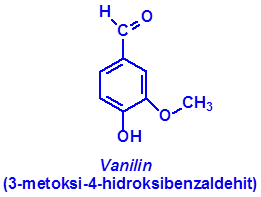 H
C
O
O
CH3
OH
Vanilin
(3-metoksi-4-hidroksibenzaldehit)